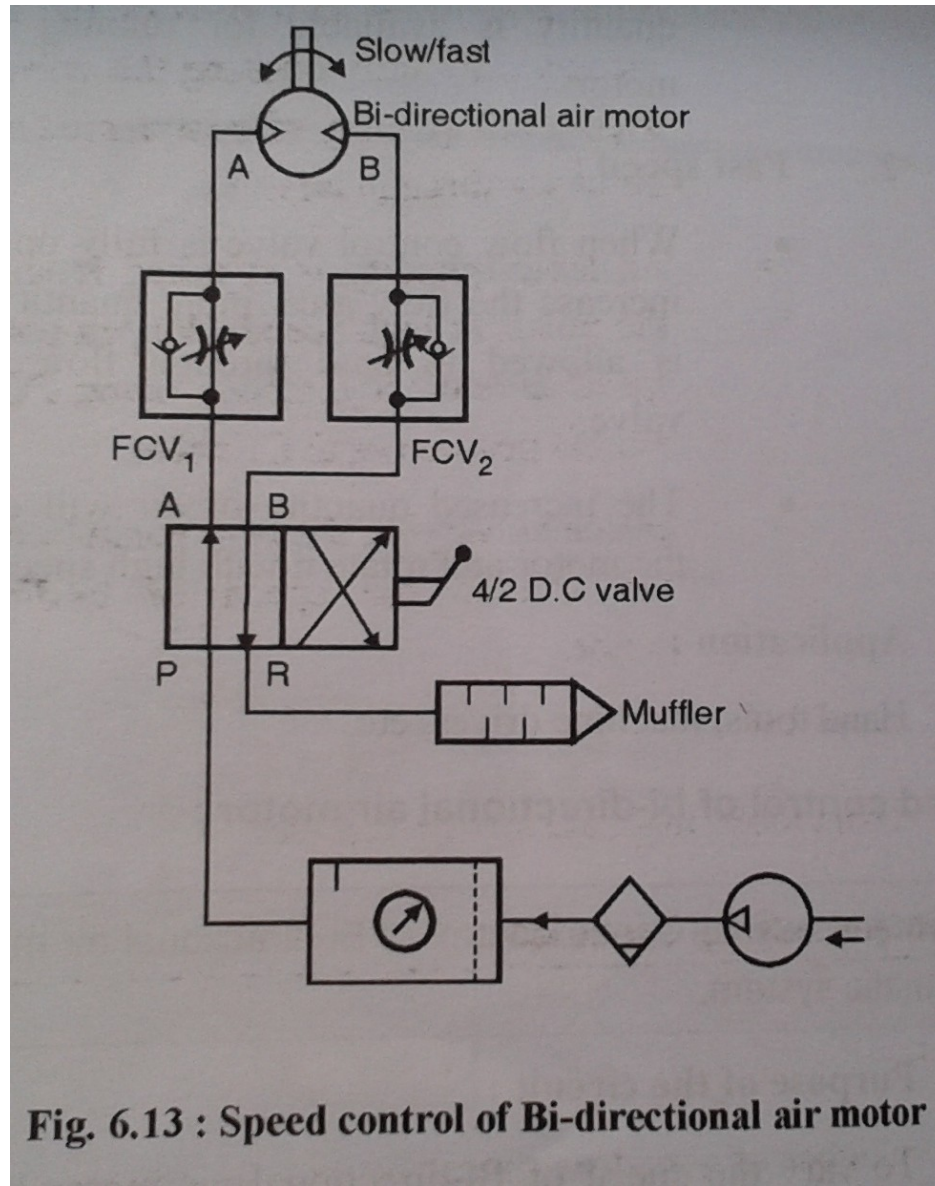 Slow/fast
Bi-directional air motor
A B
FCV₁ FCV₂
A B
4/2 D.C valve
P R
Muffler
Fig. 6.13 : Speed control of Bi-directional air motor